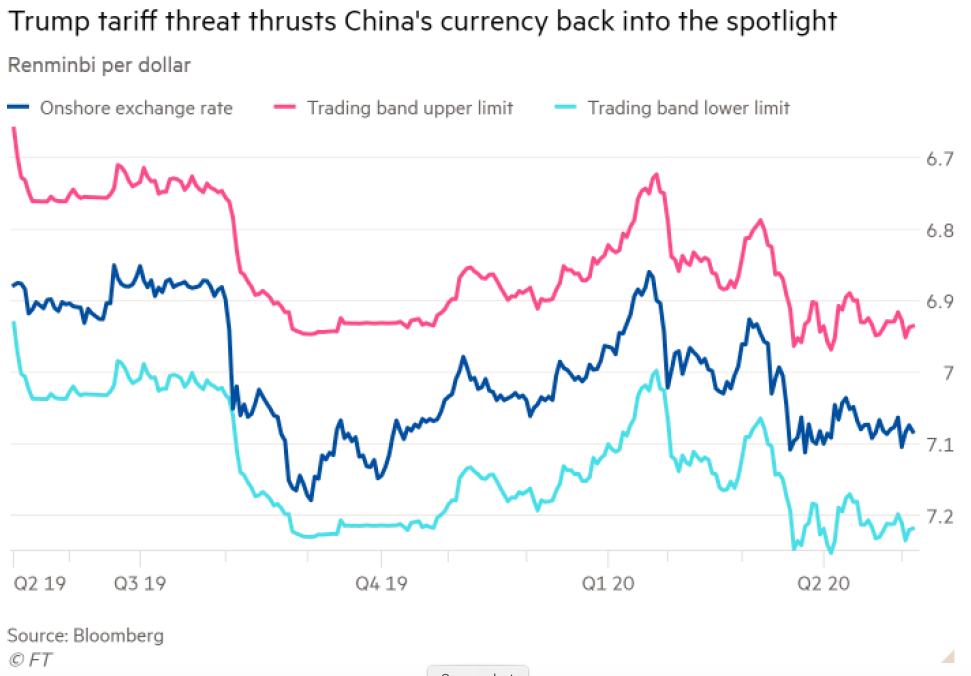 Trump tariff threat thrusts China's currency back into the spotlight
Renminbi per dollar
Onshore exchange rate Trading band upper limit Trading band lower limit
6.7
6.8
6.9
7
7.1
7.2
Q2 19 Q3 19 Q4 19 Q1 20 Q2 20
Source: Bloomberg
© FT